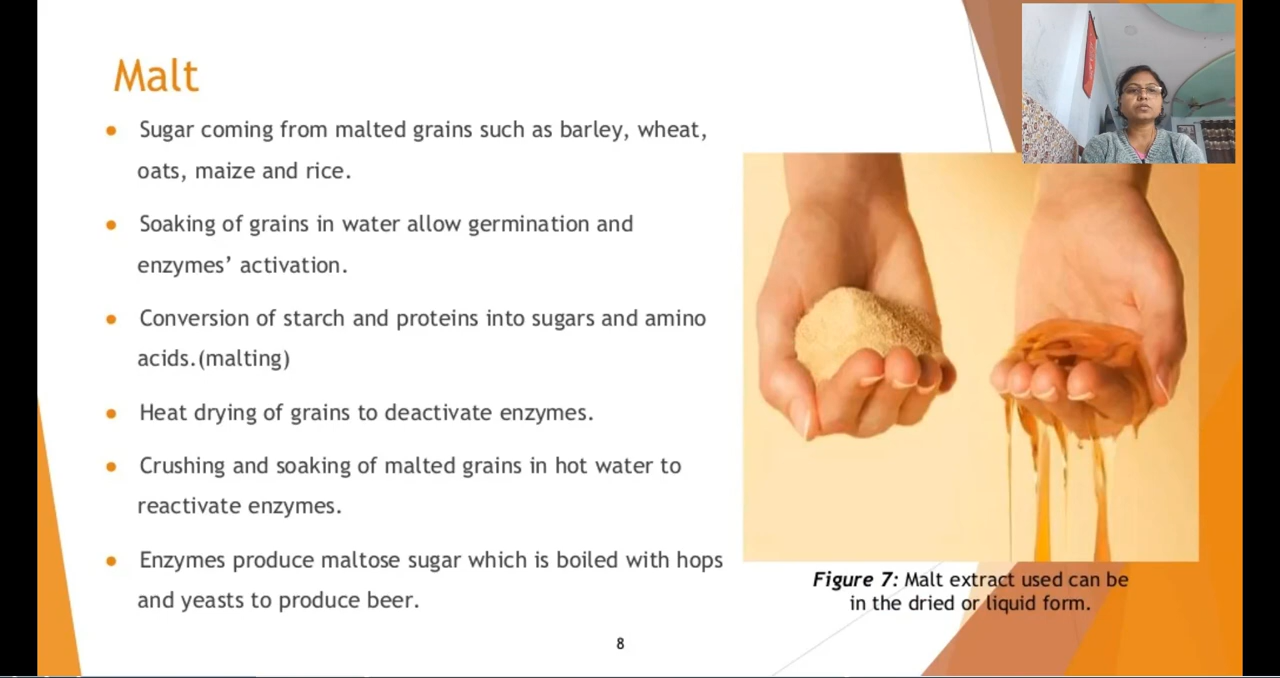 Malt
● Sugar coming from malted grains such as barley, wheat,
oats, maize and rice.
● Soaking of grains in water allow germination and
enzymes’ activation.
● Conversion of starch and proteins into sugars and amino
acids.(malting)
● Heat drying of grains to deactivate enzymes.
● Crushing and soaking of malted grains in hot water to
reactivate enzymes.
● Enzymes produce maltose sugar which is boiled with hops
and yeasts to produce beer.
Figure 7: Malt extract used can be
in the dried or liquid form.
8